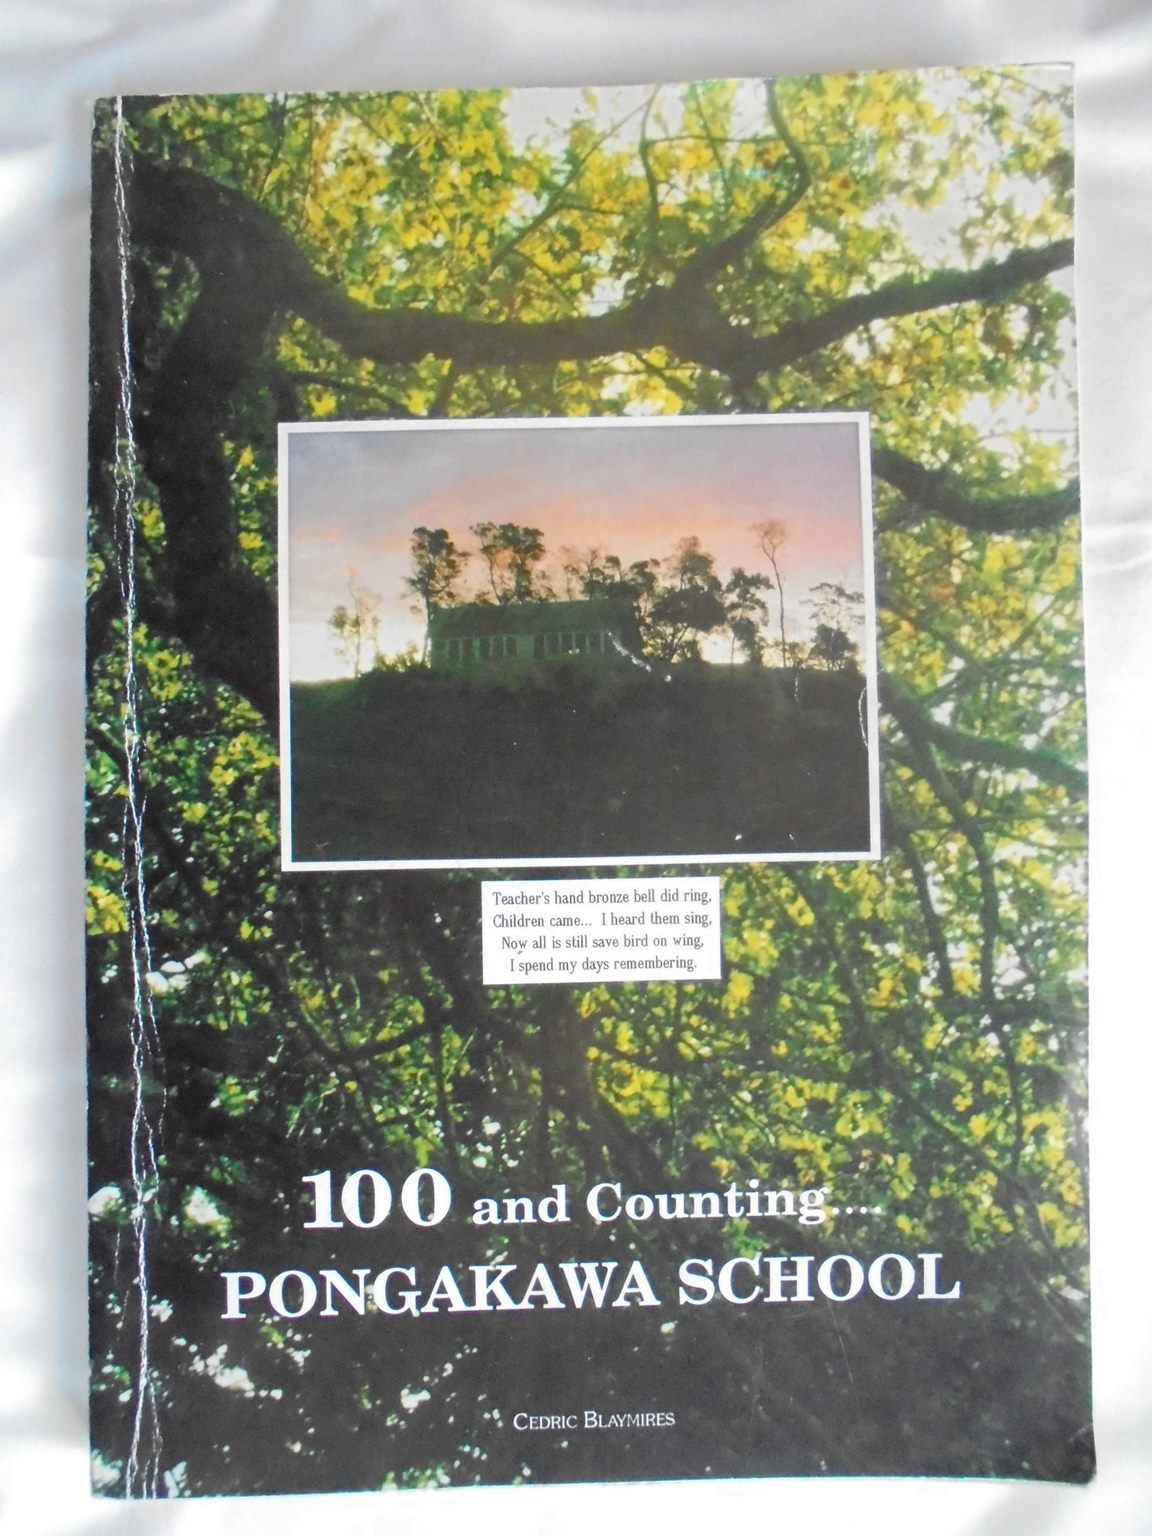 Teacher's hand bronze bell did ring,
Children came... I heard them sing,
Now all is still save bird on wing,
I spend my days remembering.
100 and Counting....
PONGAKAWA SCHOOL
CEDRIC BLAYMIRES